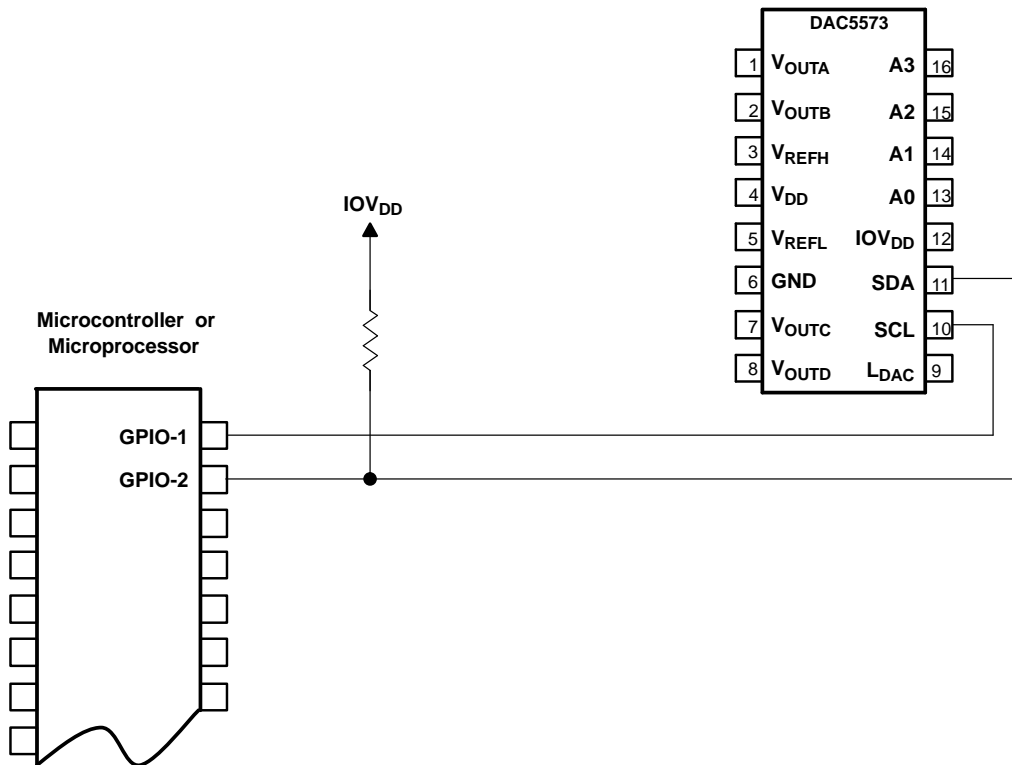 DAC5573
1 VOUTA A3 16
2 VOUTB A2 15
3 VREFH A1 14
4 VDD A0 13
5 VREFL IOVDD 12
6 GND SDA 11
7 VOUTC SCL 10
8 VOUTD LDAC 9
IOVDD
Microcontroller or
Microprocessor
GPIO-1
GPIO-2